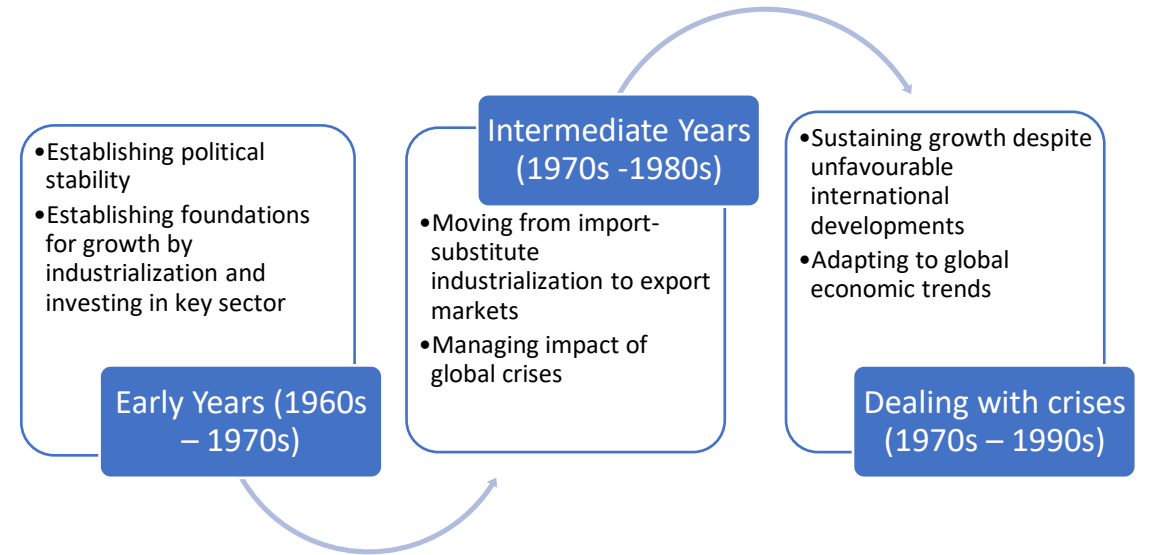 •Establishing political
stability
•Establishing foundations
for growth by
industrialization and
investing in key sector
Early Years (1960s
– 1970s)
Intermediate Years
(1970s -1980s)
•Moving from import-
substitute
industrialization to export
markets
•Managing impact of
global crises
•Sustaining growth despite
unfavourable
international
developments
•Adapting to global
economic trends
Dealing with crises
(1970s – 1990s)